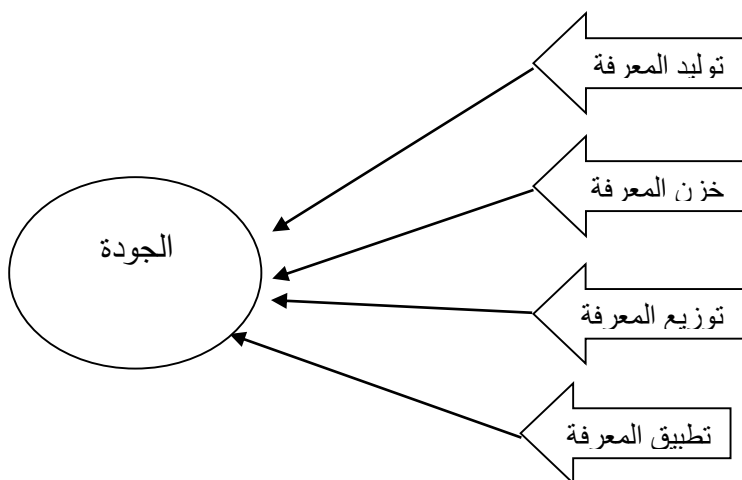 توليد المعرفة
خزن المعرفة
الجودة
توزيع المعرفة
تطبيق المعرفة